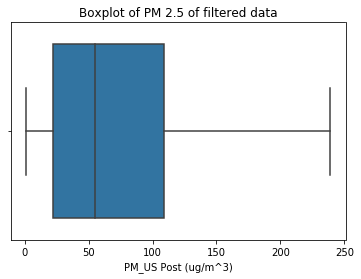 Boxplot of PM 2.5 of filtered data
0 50 100 150 200 250
PM_US Post (ug/m^3)